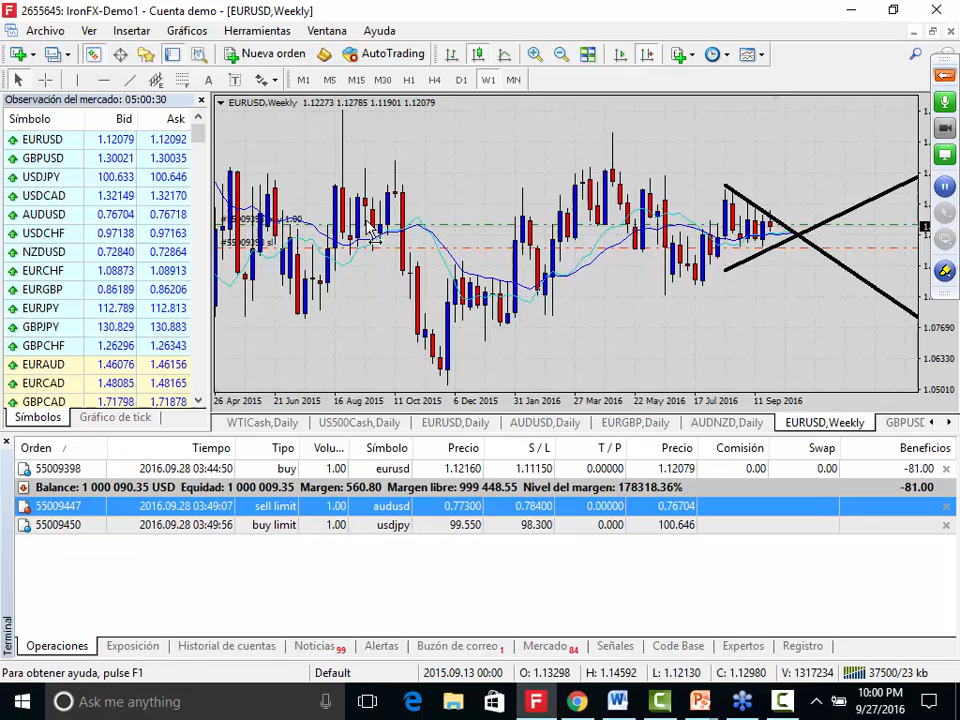 2655645: IronFX-Demo1 - Cuenta demo - [EURUSD,Weekly]
Archivo Ver Insertar Gráficos Herramientas Ventana Ayuda
Nueva orden AutoTrading
A T M1 M5 M15 M30 H1 H4 D1 W1 MN
Observación del mercado: 05:00:30
Símbolo Bid Ask
EURUSD 1.12079 1.12092
GBPUSD 1.30021 1.30035
USDJPY 100.633 100.646
USDCAD 1.32149 1.32170
AUDUSD 0.76704 0.76718
USDCHF 0.97138 0.97163
NZDUSD 0.72840 0.72864
EURCHF 1.08873 1.08913
EURGBP 0.86189 0.86206
EURJPY 112.789 112.813
GBPJPY 130.829 130.883
GBPCHF 1.26296 1.26343
EURAUD 1.46076 1.46156
EURCAD 1.48085 1.48165
GBPCAD 1.71798 1.71878
Símbolos Gráfico de tick
EURUSD,Weekly 1.12273 1.12785 1.11901 1.12079
1.07690
1.06330
1.05010
26 Apr 2015 21 Jun 2015 16 Aug 2015 11 Oct 2015 6 Dec 2015 31 Jan 2016 27 Mar 2016 22 May 2016 17 Jul 2016 11 Sep 2016
WTICash,Daily US500Cash,Daily EURUSD,Daily AUDUSD,Daily EURGBP,Daily AUDNZD,Daily EURUSD,Weekly GBPUS
Orden / Tiempo Tipo Volu... Símbolo Precio S / L T / P Precio Comisión Swap Beneficios
55009398 2016.09.28 03:44:50 buy 1.00 eurusd 1.12160 1.11150 0.00000 1.12079 0.00 0.00 -81.00
Balance: 1 000 090.35 USD Equidad: 1 000 009.35 Margen: 560.80 Margen libre: 999 448.55 Nivel del margen: 178318.36% -81.00
55009447 2016.09.28 03:49:07 sell limit 1.00 audusd 0.77300 0.78400 0.00000 0.76704
55009450 2016.09.28 03:49:56 buy limit 1.00 usdjpy 99.550 98.300 0.000 100.646
Terminal
Operaciones Exposición Historial de cuentas Noticias 99 Alertas Buzón de correo 1 Mercado 84 Señales Code Base Expertos Registro
Para obtener ayuda, pulse F1 Default 2015.09.13 00:00 O: 1.13298 H: 1.14592 L: 1.12130 C: 1.12980 V: 1317234 37500/23 kb
Ask me anything
10:00 PM
9/27/2016